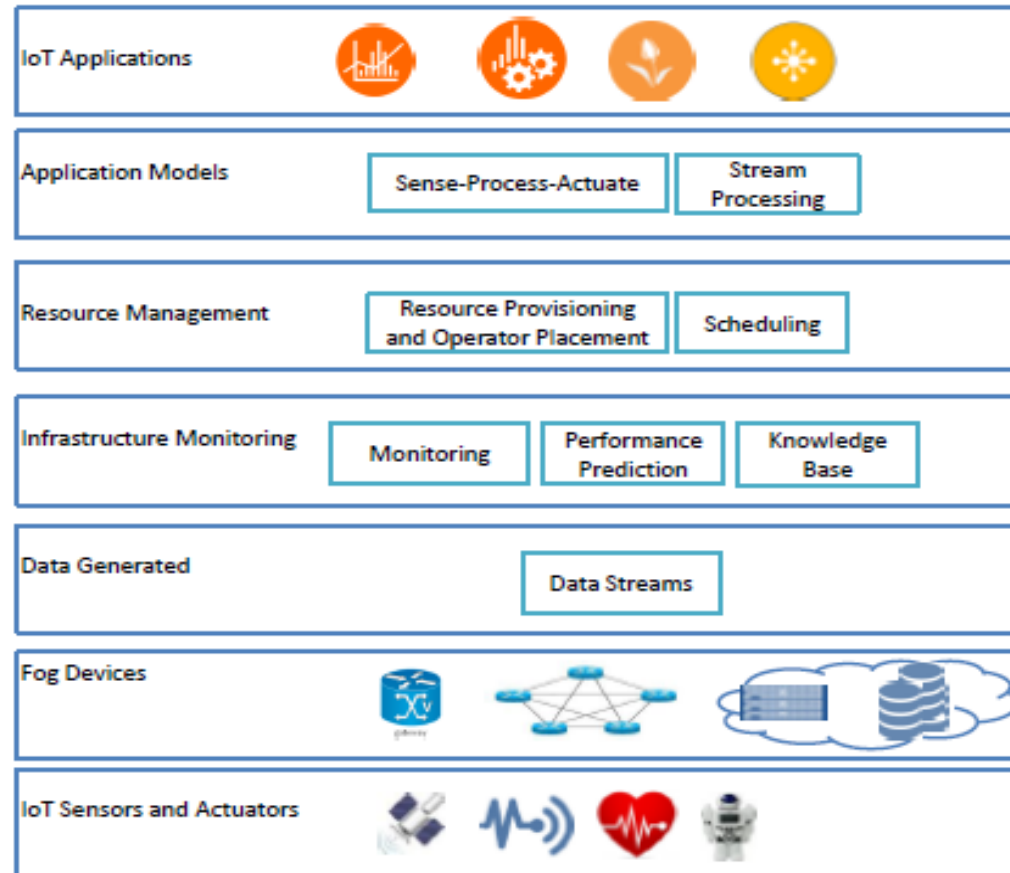 IoT Applications
Application Models
Sense-Process-Actuate
Stream
Processing
Resource Management
Resource Provisioning
and Operator Placement
Scheduling
Infrastructure Monitoring
Monitoring
Performance
Prediction
Knowledge
Base
Data Generated
Data Streams
Fog Devices
gateway
IoT Sensors and Actuators